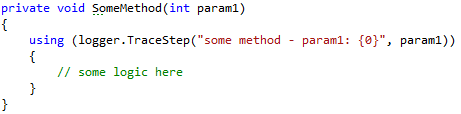 private void SomeMethod(int param1)
{
    using (logger.TraceStep("some method - param1: {0}", param1))
    {
        // some logic here
    }
}